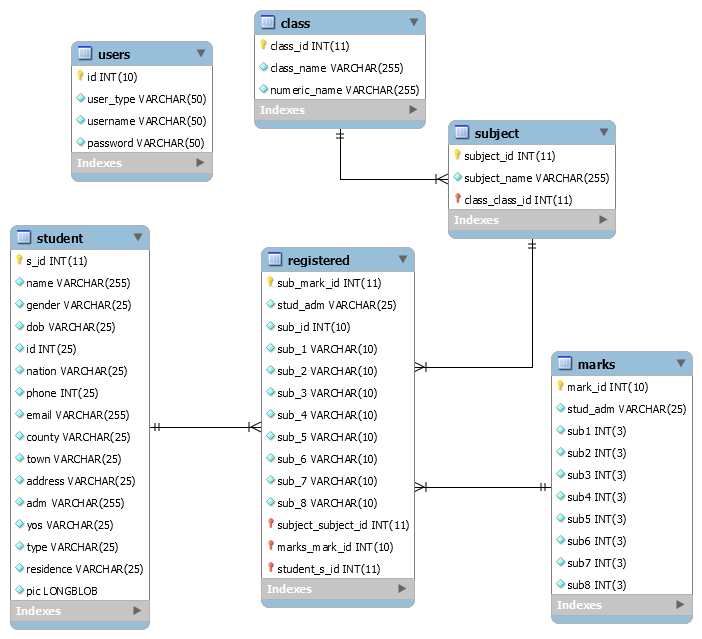 class
class_id INT(11)
class_name VARCHAR(255)
numeric_name VARCHAR(255)
Indexes
users
id INT(10)
user_type VARCHAR(50)
username VARCHAR(50)
password VARCHAR(50)
Indexes
subject
subject_id INT(11)
subject_name VARCHAR(255)
class_class_id INT(11)
Indexes
student
s_id INT(11)
name VARCHAR(255)
gender VARCHAR(25)
dob VARCHAR(25)
id INT(25)
nation VARCHAR(25)
phone INT(25)
email VARCHAR(255)
county VARCHAR(25)
town VARCHAR(25)
address VARCHAR(25)
adm VARCHAR(255)
yos VARCHAR(25)
type VARCHAR(25)
residence VARCHAR(25)
pic LONGBLOB
Indexes
registered
sub_mark_id INT(11)
stud_adm VARCHAR(25)
sub_id INT(10)
sub_1 VARCHAR(10)
sub_2 VARCHAR(10)
sub_3 VARCHAR(10)
sub_4 VARCHAR(10)
sub_5 VARCHAR(10)
sub_6 VARCHAR(10)
sub_7 VARCHAR(10)
sub_8 VARCHAR(10)
subject_subject_id INT(11)
marks_mark_id INT(10)
student_s_id INT(11)
Indexes
marks
mark_id INT(10)
stud_adm VARCHAR(25)
sub1 INT(3)
sub2 INT(3)
sub3 INT(3)
sub4 INT(3)
sub5 INT(3)
sub6 INT(3)
sub7 INT(3)
sub8 INT(3)
Indexes